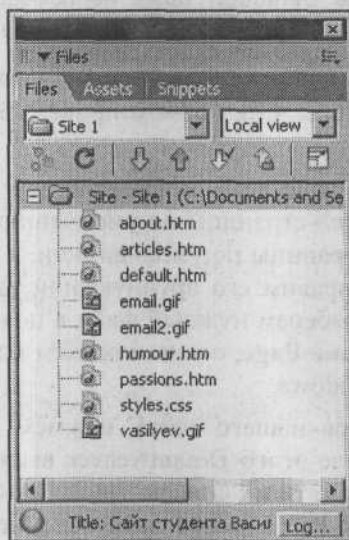 Files
Files Assets Snippets
Site 1 Local view
Site - Site 1 (C:\Documents and Se
about.htm
articles.htm
default.htm
email.gif
email2.gif
humour.htm
passions.htm
styles.css
vasilyev.gif
Title: Сайт студента Васил Log...